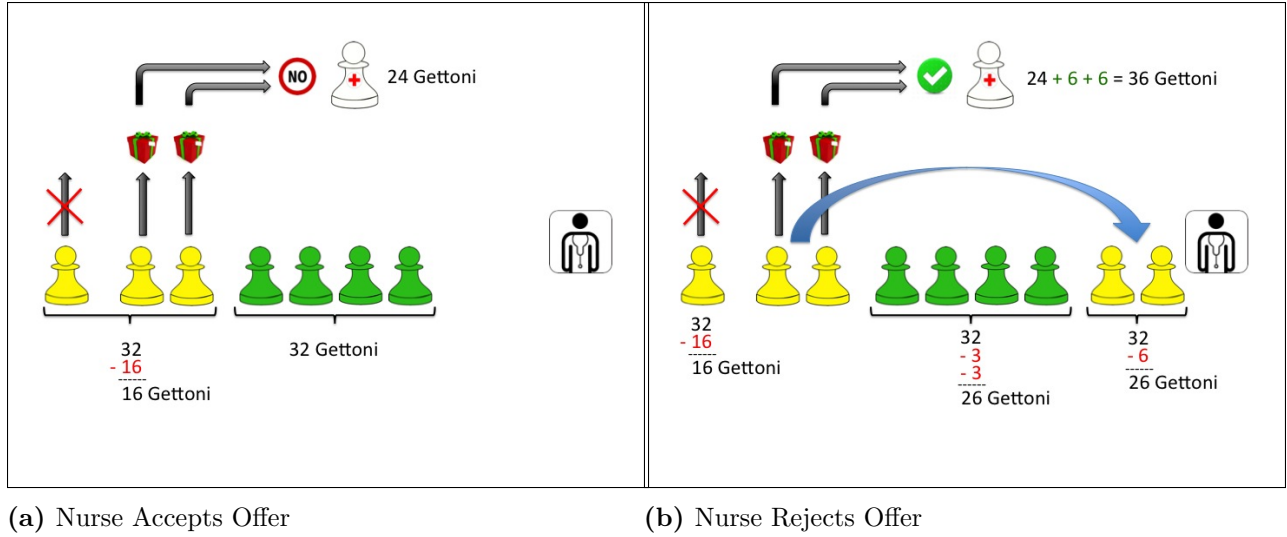 NO
24 Gettoni
32
- 16
------
16 Gettoni
32 Gettoni
24 + 6 + 6 = 36 Gettoni
32
- 16
------
16 Gettoni
32
- 3
- 3
------
26 Gettoni
32
- 6
------
26 Gettoni
(a) Nurse Accepts Offer
(b) Nurse Rejects Offer